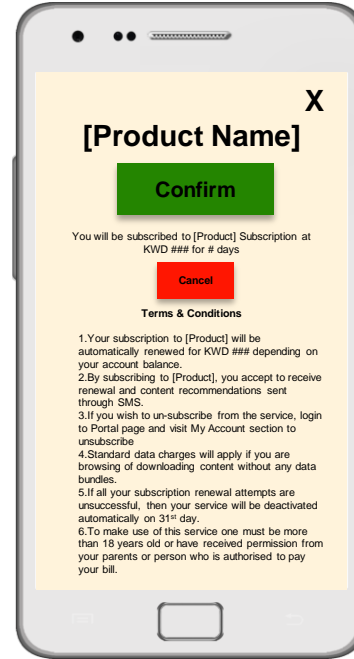 X
[Product Name]
Confirm
You will be subscribed to [Product] Subscription at
KWD ### for # days
Cancel
Terms & Conditions
1.Your subscription to [Product] will be
automatically renewed for KWD ### depending on
your account balance.
2.By subscribing to [Product], you accept to receive
renewal and content recommendations sent
through SMS.
3.If you wish to un-subscribe from the service, login
to Portal page and visit My Account section to
unsubscribe
4.Standard data charges will apply if you are
browsing of downloading content without any data
bundles.
5.If all your subscription renewal attempts are
unsuccessful, then your service will be deactivated
automatically on 31st day.
6.To make use of this service one must be more
than 18 years old or have received permission from
your parents or person who is authorised to pay
your bill.